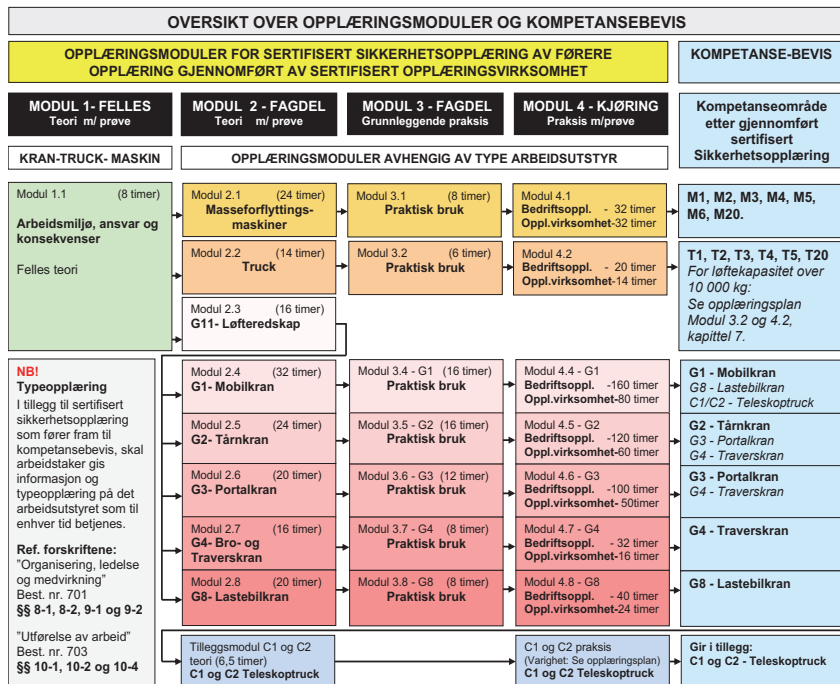 OVERSIKT OVER OPPLÆRINGSMODULER OG KOMPETANSEBEVIS
OPPLÆRINGSMODULER FOR SERTIFISERT SIKKERHETSOPLÆRING AV FØRERE
OPPLÆRING GJENNOMFØRT AV SERTIFISERT OPPLÆRINGSVIRKSOMHET
KOMPETANSE-BEVIS
MODUL 1- FELLES
Teori m/ prøve
MODUL 2 - FAGDEL
Teori m/ prøve
MODUL 3 - FAGDEL
Grunnleggende praksis
MODUL 4 - KJØRING
Praksis m/prøve
Kompetanseområde
etter gjennomført
sertifisert
Sikkerhetsopplæring
KRAN-TRUCK- MASKIN
OPPLÆRINGSMODULER AVHENGIG AV TYPE ARBEIDSUTSTYR
Modul 1.1 (8 timer)
Arbeidsmiljø, ansvar og
konsekvenser
Felles teori
Modul 2.1 (24 timer)
Masseforflyttings-
maskiner
Modul 3.1 (8 timer)
Praktisk bruk
Modul 4.1
Bedriftsoppl. - 32 timer
Oppl.virksomhet-32 timer
M1, M2, M3, M4, M5,
M6, M20.
Modul 2.2 (14 timer)
Truck
Modul 3.2 (6 timer)
Praktisk bruk
Modul 4.2
Bedriftsoppl. - 20 timer
Oppl.virksomhet-14 timer
T1, T2, T3, T4, T5, T20
For løftekapasitet over
10 000 kg:
Se opplæringsplan
Modul 3.2 og 4.2,
kapittel 7.
Modul 2.3 (16 timer)
G11- Løfteredskap
NB!
Typeopplæring
I tillegg til sertifisert
sikkerhetsopplæring
som fører fram til
kompetansebevis, skal
arbeidstaker gis
informasjon og
typeopplæring på det
arbeidsutstyret som til
enhver tid betjenes.
Ref. forskriftene:
"Organisering, ledelse
og medvirkning"
Best. nr. 701
§§ 8-1, 8-2, 9-1 og 9-2
"Utførelse av arbeid"
Best. nr. 703
§§ 10-1, 10-2 og 10-4
Modul 2.4 (32 timer)
G1- Mobilkran
Modul 3.4 - G1 (16 timer)
Praktisk bruk
Modul 4.4 - G1
Bedriftsoppl. -160 timer
Oppl.virksomhet-80 timer
G1 - Mobilkran
G8 - Lastebilkran
C1/C2 - Teleskoptruck
Modul 2.5 (24 timer)
G2- Tårnkran
Modul 3.5 - G2 (16 timer)
Praktisk bruk
Modul 4.5 - G2
Bedriftsoppl. -120 timer
Oppl.virksomhet-60 timer
G2 - Tårnkran
G3 - Portalkran
G4 - Traverskran
Modul 2.6 (20 timer)
G3- Portalkran
Modul 3.6 - G3 (12 timer)
Praktisk bruk
Modul 4.6 - G3
Bedriftsoppl. -100 timer
Oppl.virksomhet- 50timer
G3 - Portalkran
G4 - Traverskran
Modul 2.7 (16 timer)
G4- Bro- og
Traverskran
Modul 3.7 - G4 (8 timer)
Praktisk bruk
Modul 4.7 - G4
Bedriftsoppl. - 32 timer
Oppl.virksomhet-16 timer
G4 - Traverskran
Modul 2.8 (20 timer)
G8- Lastebilkran
Modul 3.8 - G8 (8 timer)
Praktisk bruk
Modul 4.8 - G8
Bedriftsoppl. - 40 timer
Oppl.virksomhet-24 timer
G8 - Lastebilkran
Tilleggsmodul C1 og C2
teori (6,5 timer)
C1 og C2 Teleskoptruck
C1 og C2 praksis
(Varighet: Se opplæringsplan)
C1 og C2 Teleskoptruck
Gir i tillegg:
C1 og C2 - Teleskoptruck